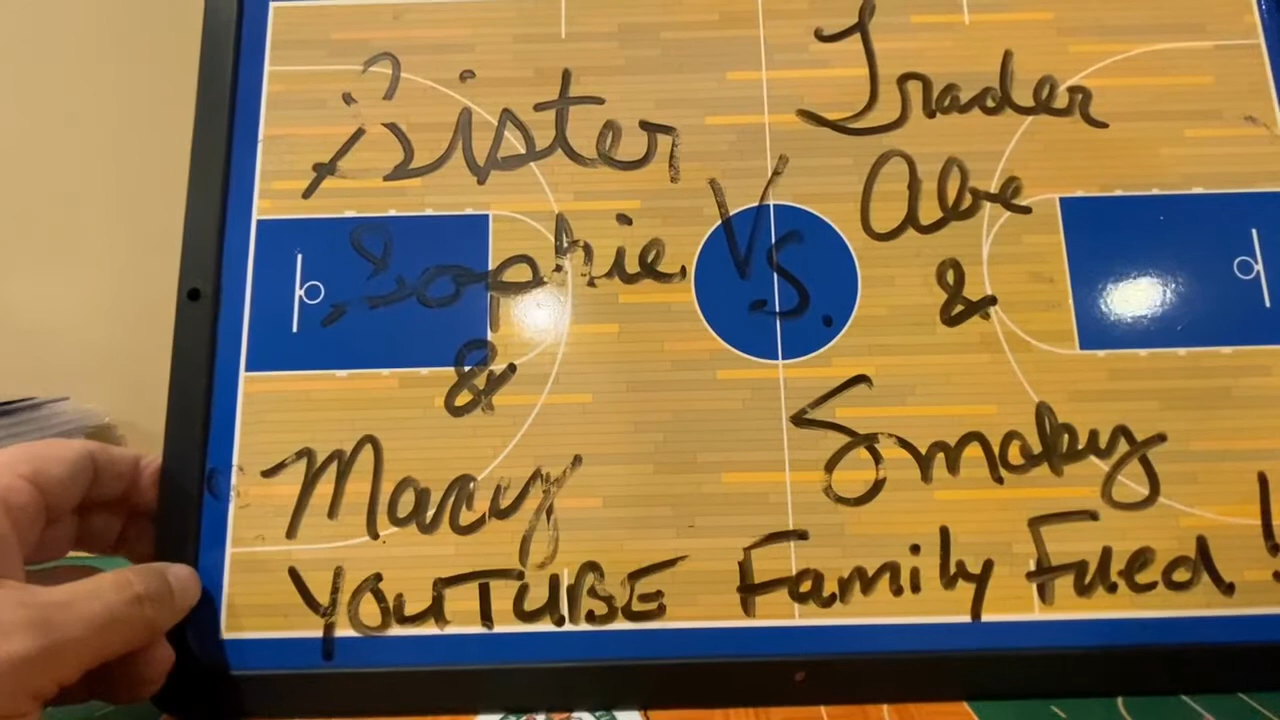 Sister
Sophie
&
Macy
Vs.
Trader
Abe
&
Smoky
YOUTUBE Family Fued!